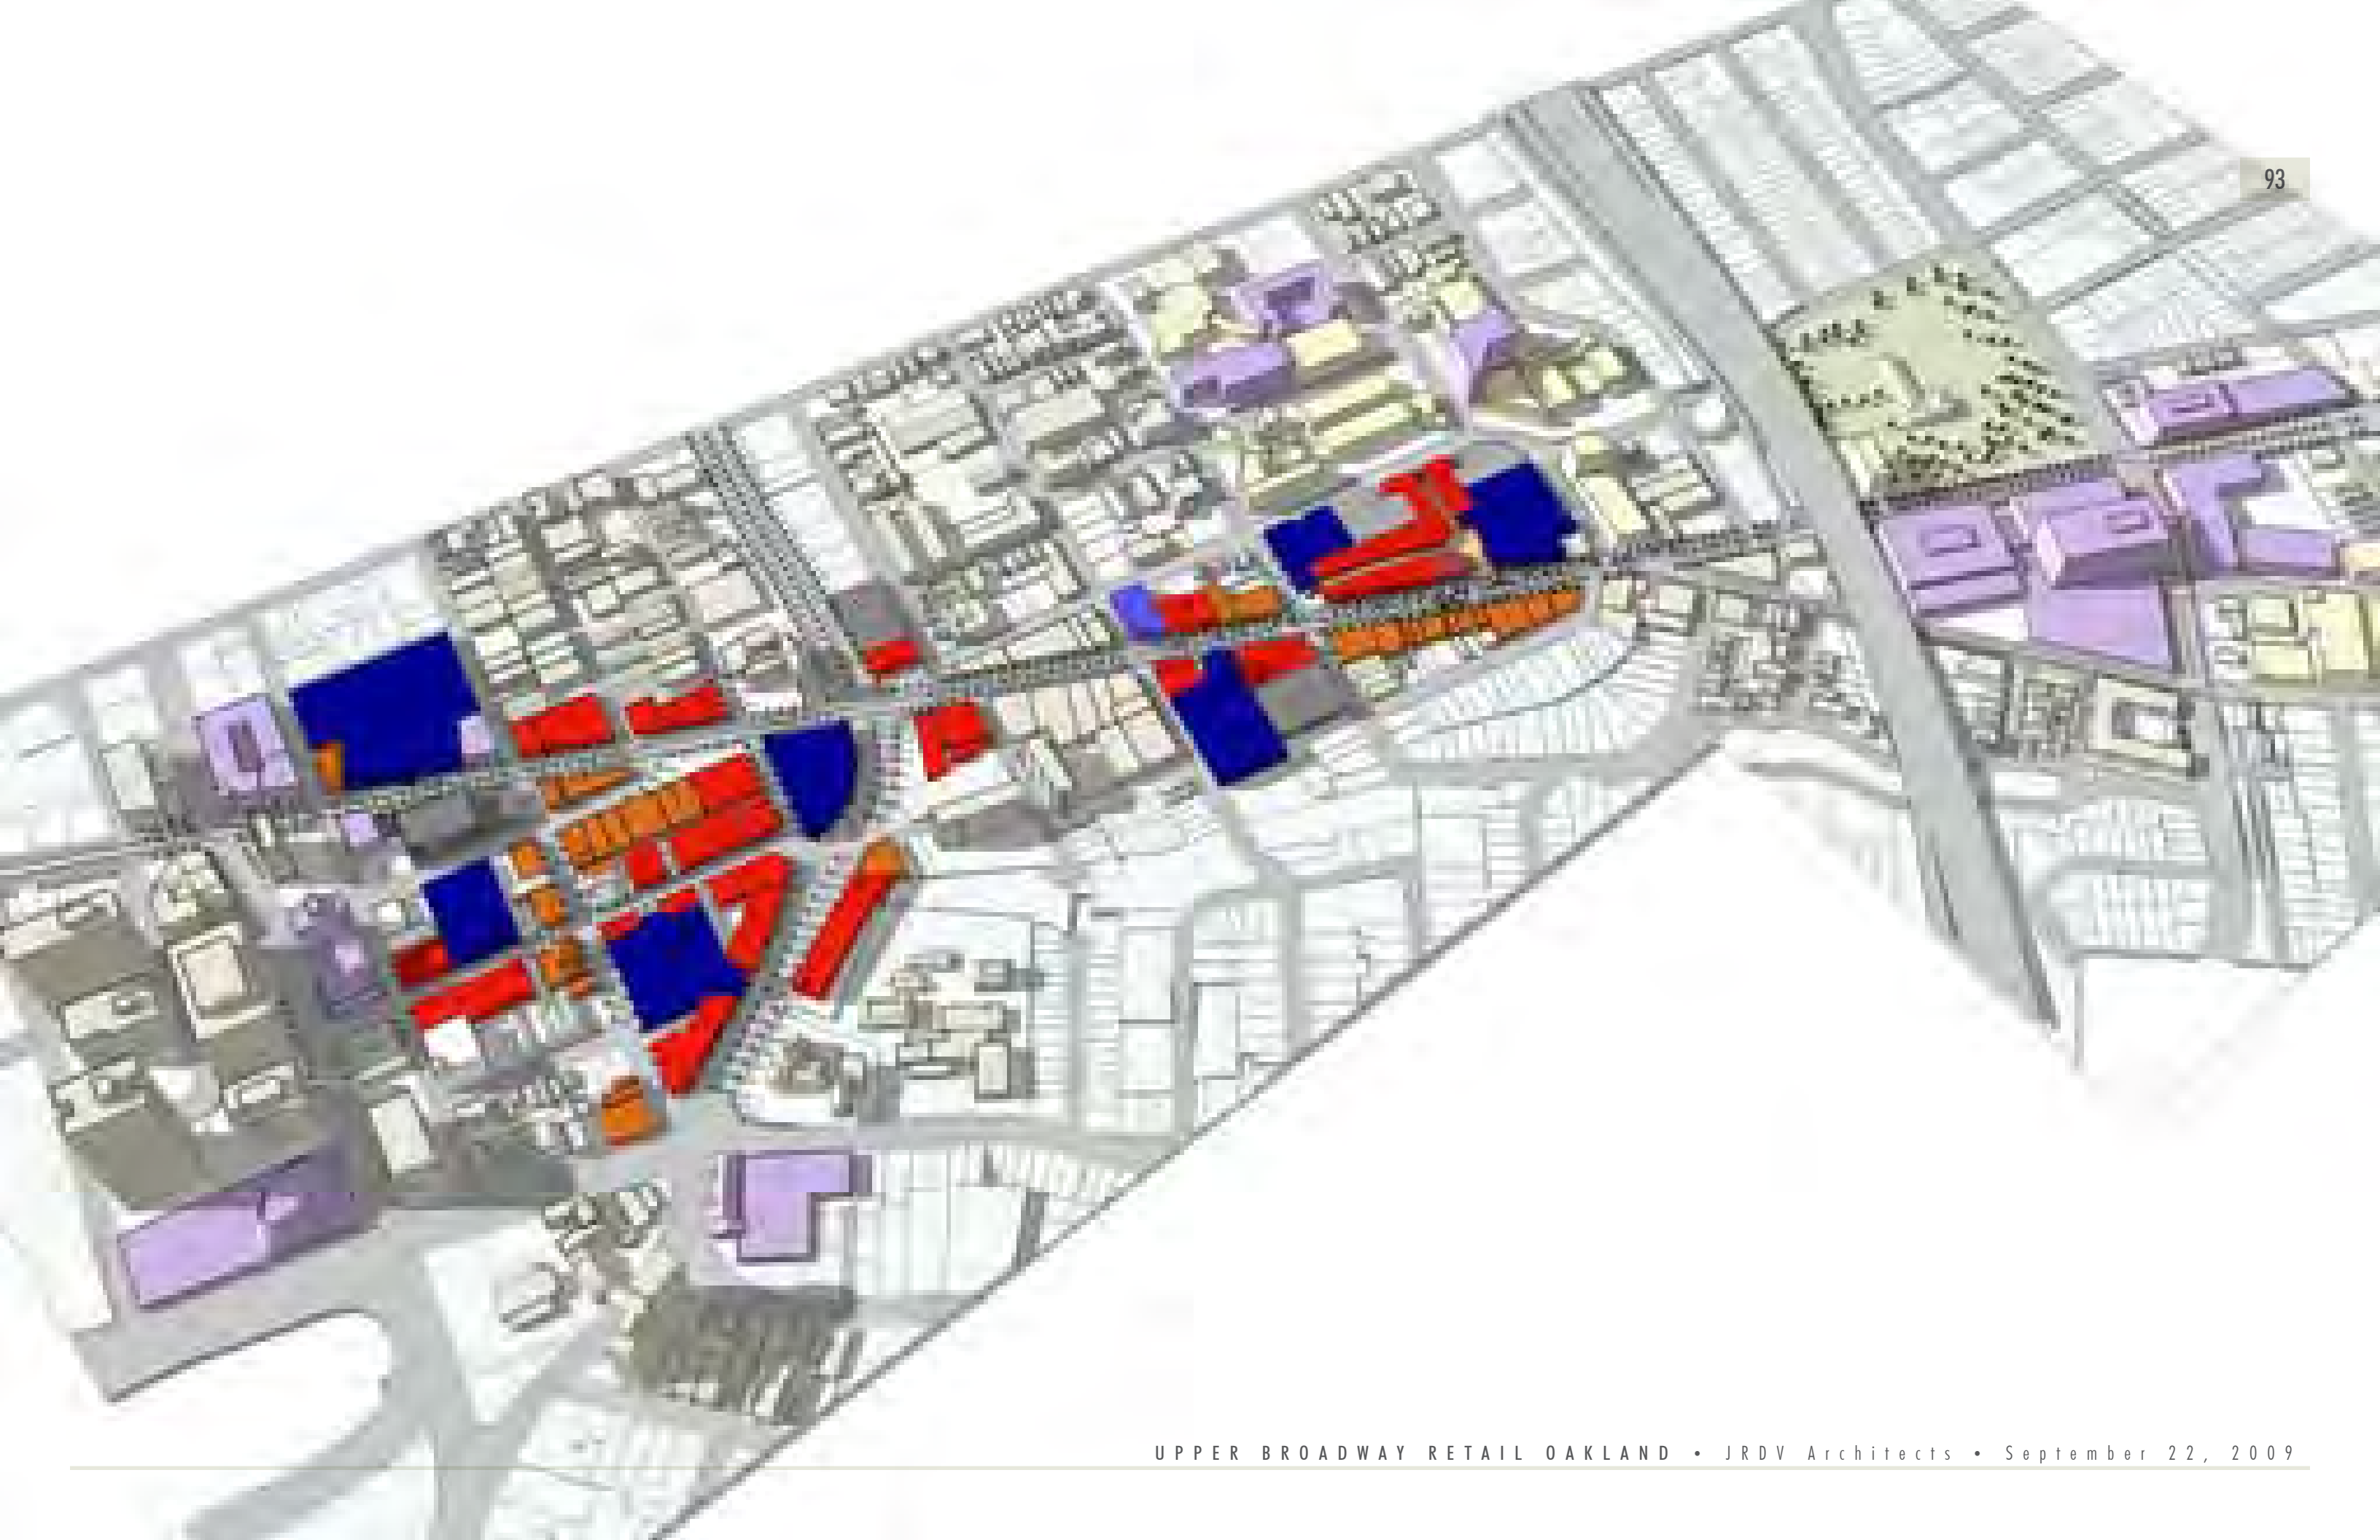 93
UPPER BROADWAY RETAIL OAKLAND • JRDV Architects • September 22, 2009